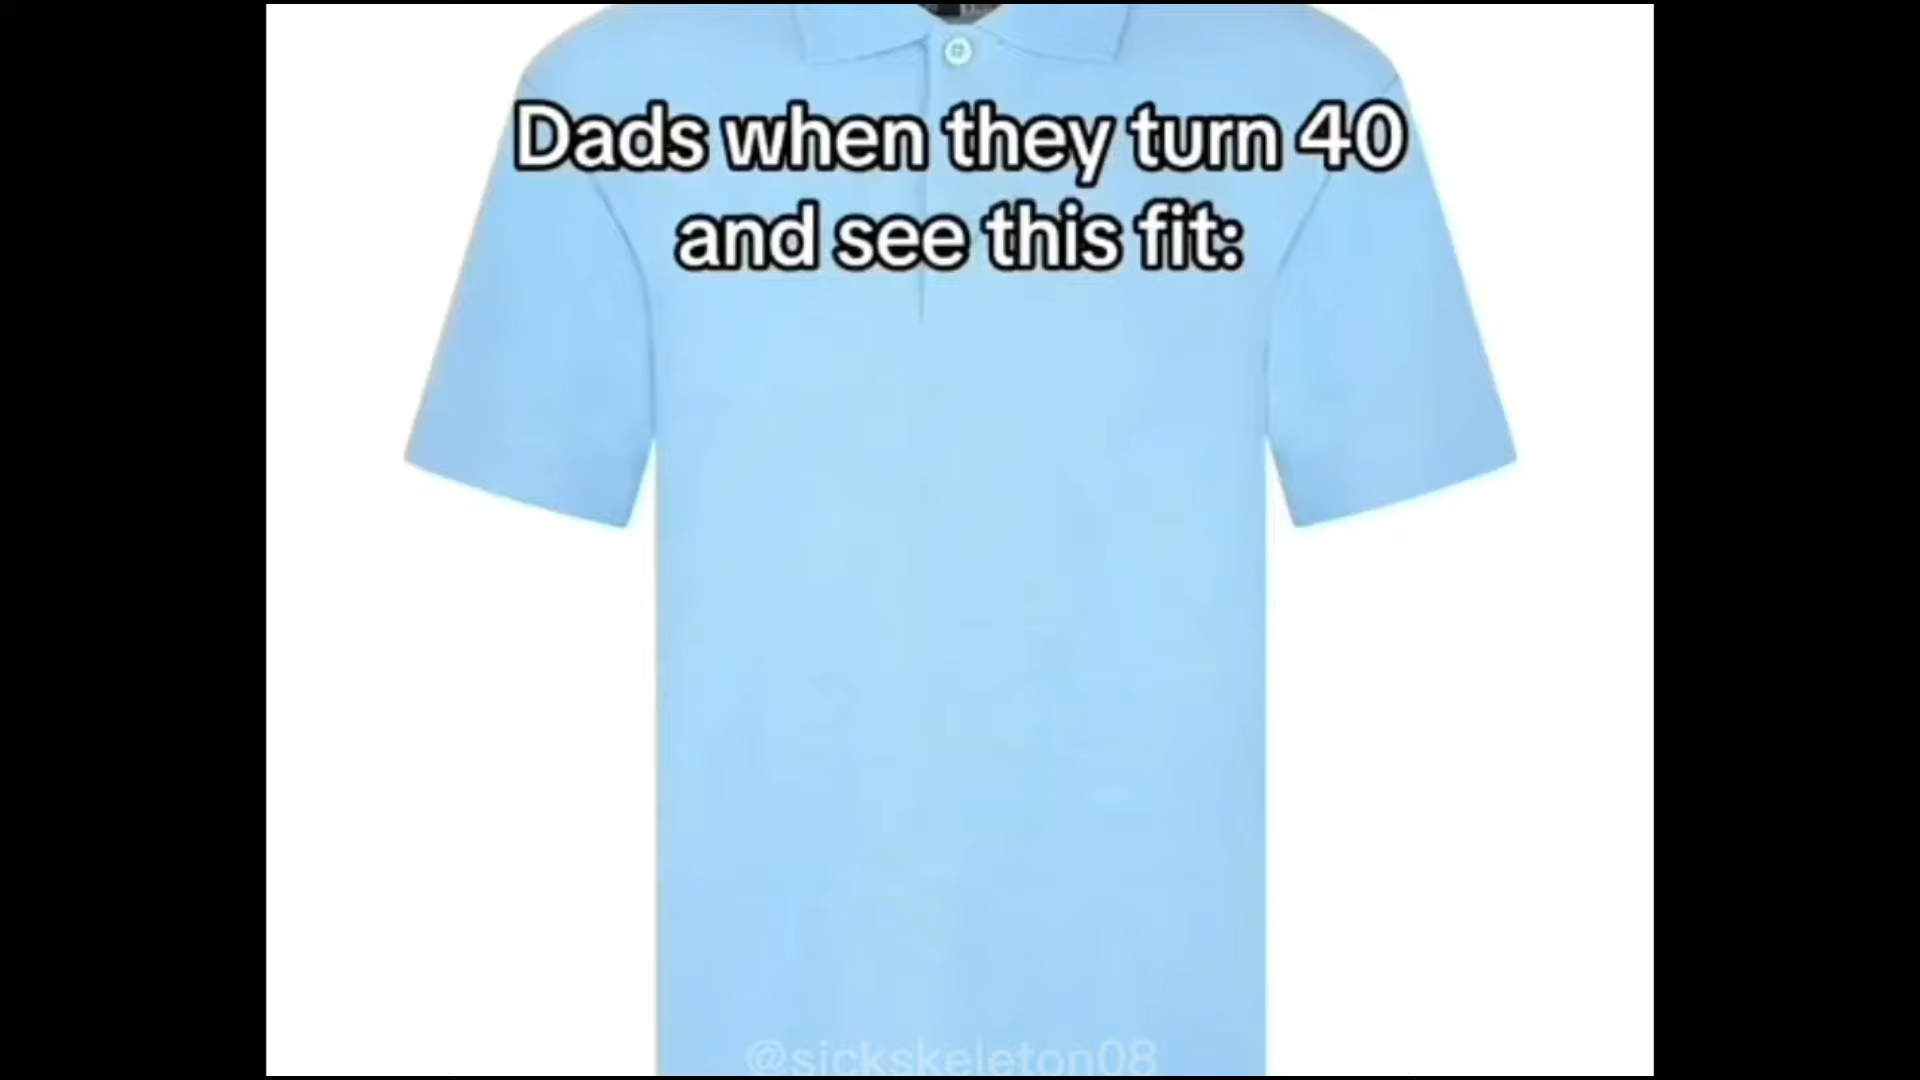 Dads when they turn 40
and see this fit:
@sickskeleton08